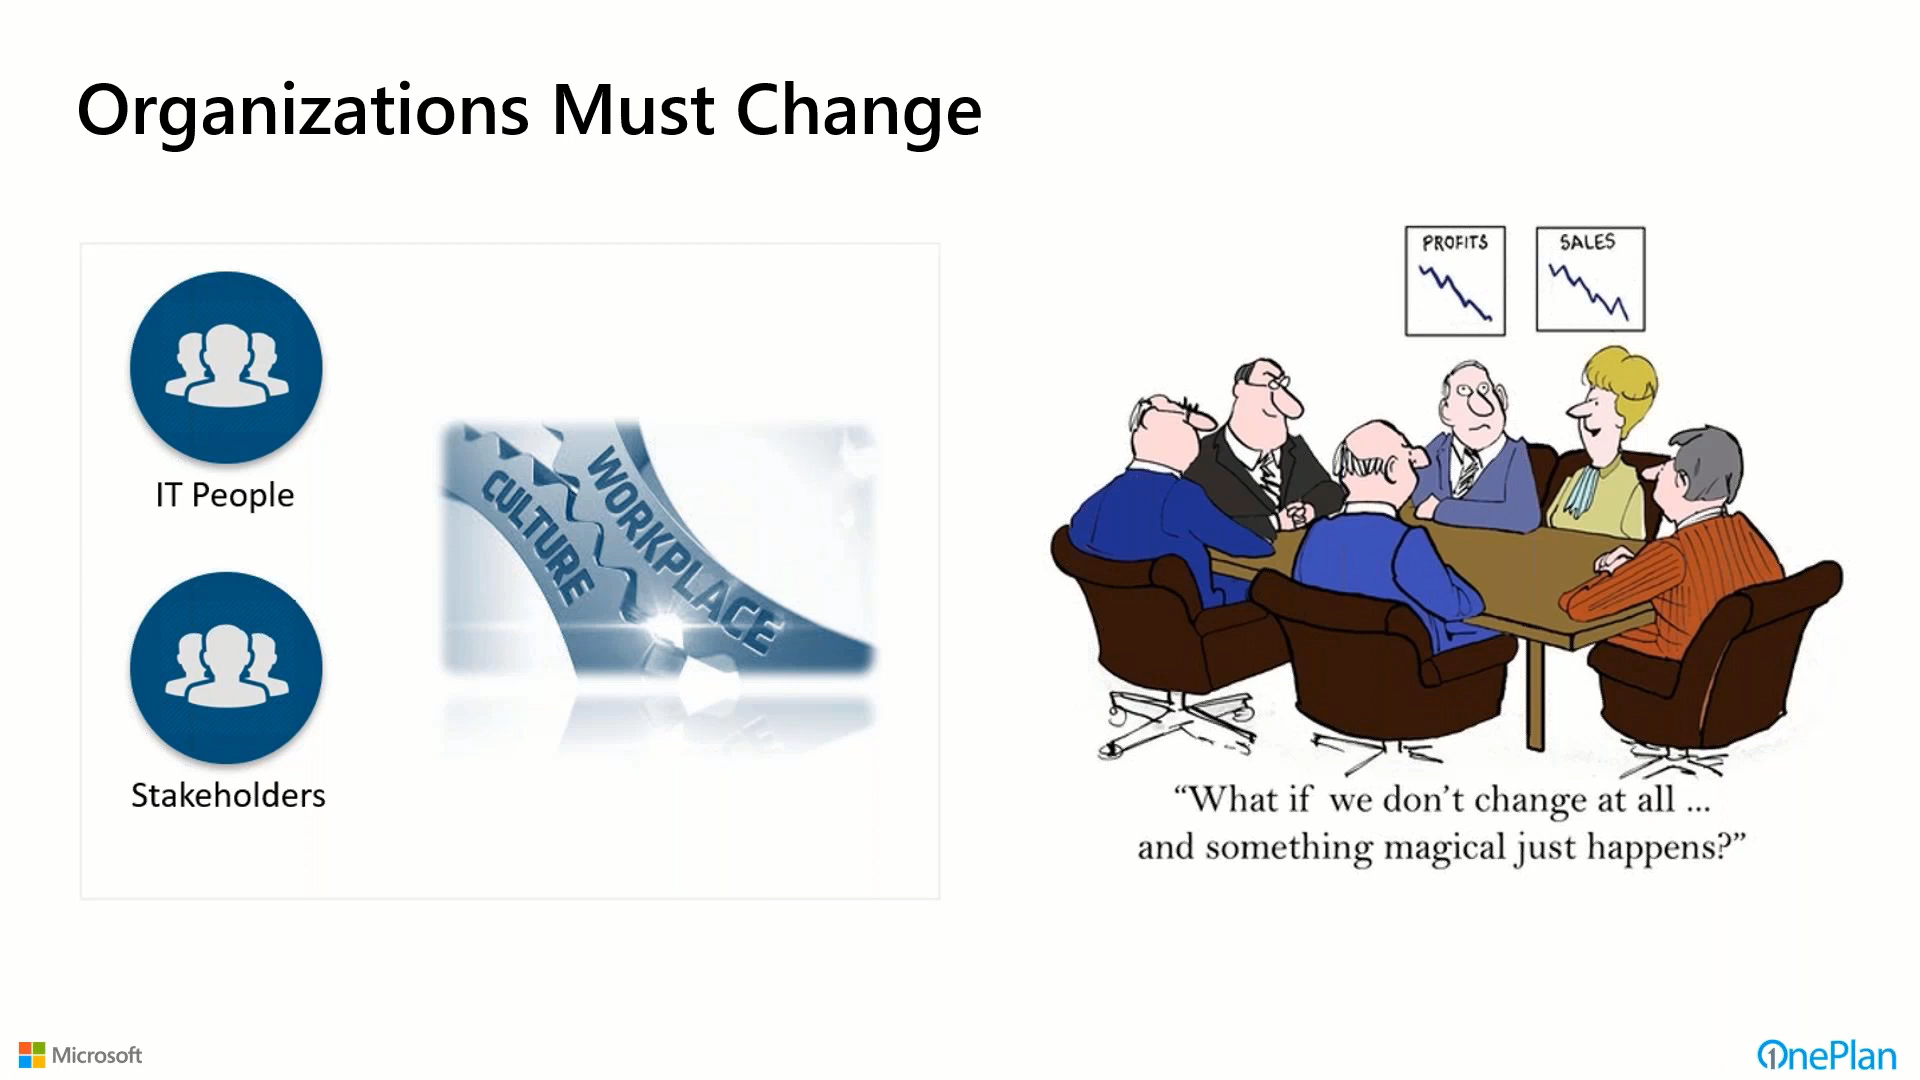 Organizations Must Change
IT People
Stakeholders
CULTURE
WORKPLACE
PROFITS
SALES
“What if we don’t change at all ...
and something magical just happens?”
Microsoft
OnePlan